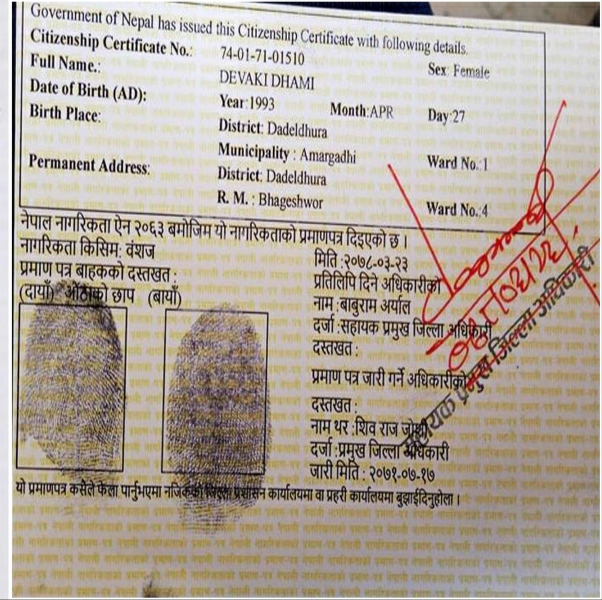 Government of Nepal has issued this Citizenship Certificate with following details.
Citizenship Certificate No.: 74-01-71-01510 Sex: Female
Full Name.: DEVAKI DHAMI
Date of Birth (AD): Year:1993 Month:APR Day:27
Birth Place: District: Dadeldhura
Municipality : Amargadhi Ward No.:1
Permanent Address: District: Dadeldhura
R. M. : Bhageshwor Ward No.:4
नेपाल नागरिकता ऐन २०६३ बमोजिम यो नागरिकताको प्रमाणपत्र दिइएको छ ।
नागरिकता किसिम: वंशज
प्रमाण पत्र बाहकको दस्तखत :
(दायाँ) औंठाको छाप (बायाँ)
मिति :२०७८-०३-२३
प्रतिलिपि दिने अधिकारीको
नाम :बाबुराम अर्याल
दर्जा :सहायक प्रमुख जिल्ला अधिकारी
दस्तखत :
प्रमाण पत्र जारी गर्ने अधिकारीको
दस्तखत :
नाम थर :शिव राज जोशी
दर्जा :प्रमुख जिल्ला अधिकारी
जारी मिति : २०७१-०७-१७
सहायक प्रमुख जिल्ला अधिकारी
यो प्रमाणपत्र कसैले फेला पार्नुभएमा नजिकको जिल्ला प्रशासन कार्यालयमा वा प्रहरी कार्यालयमा बुझाईदिनुहोला ।